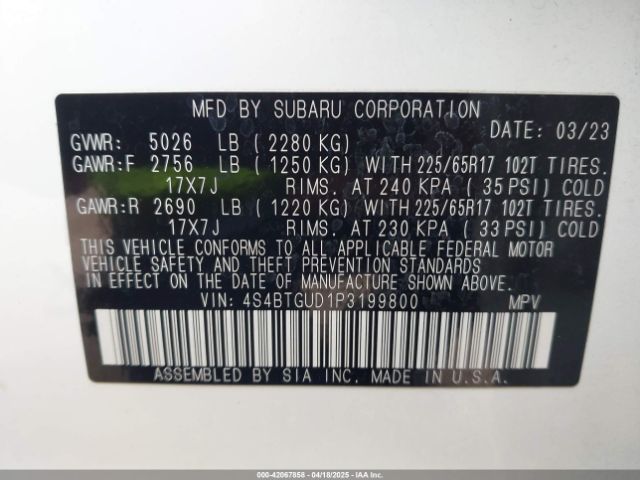 MFD BY SUBARU CORPORATION
DATE: 03/23
GVWR: 5026 LB ( 2280 KG)
GAWR:F 2756 LB ( 1250 KG) WITH 225/65R17 102T TIRES.
17X7J RIMS. AT 240 KPA ( 35 PSI) COLD
GAWR:R 2690 LB ( 1220 KG) WITH 225/65R17 102T TIRES.
17X7J RIMS. AT 230 KPA ( 33 PSI) COLD
THIS VEHICLE CONFORMS TO ALL APPLICABLE FEDERAL MOTOR
VEHICLE SAFETY AND THEFT PREVENTION STANDARDS
IN EFFECT ON THE DATE OF MANUFACTURE SHOWN ABOVE.
VIN: 4S4BTGUD1P3199800 MPV
ASSEMBLED BY SIA INC. MADE IN U.S.A.
000-42067858 - 04/18/2025 - IAAI.COM